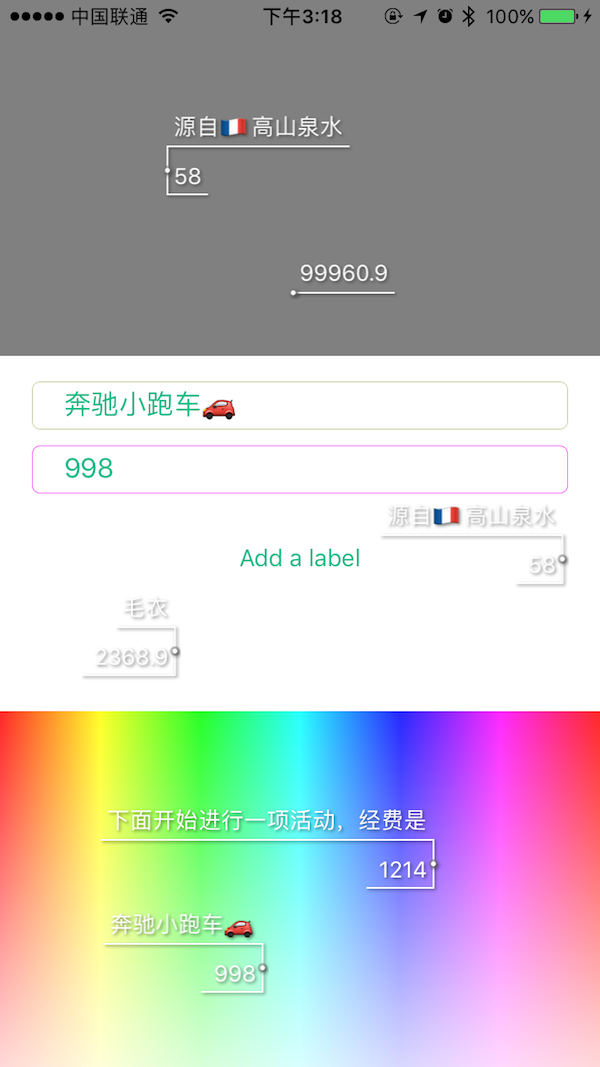 中国联通 下午3:18 100%
源自🇫🇷高山泉水
58
99960.9
奔驰小跑车🚗
998
源自🇫🇷高山泉水
58
Add a label
毛衣
2368.9
下面开始进行一项活动，经费是
1214
奔驰小跑车🚗
998